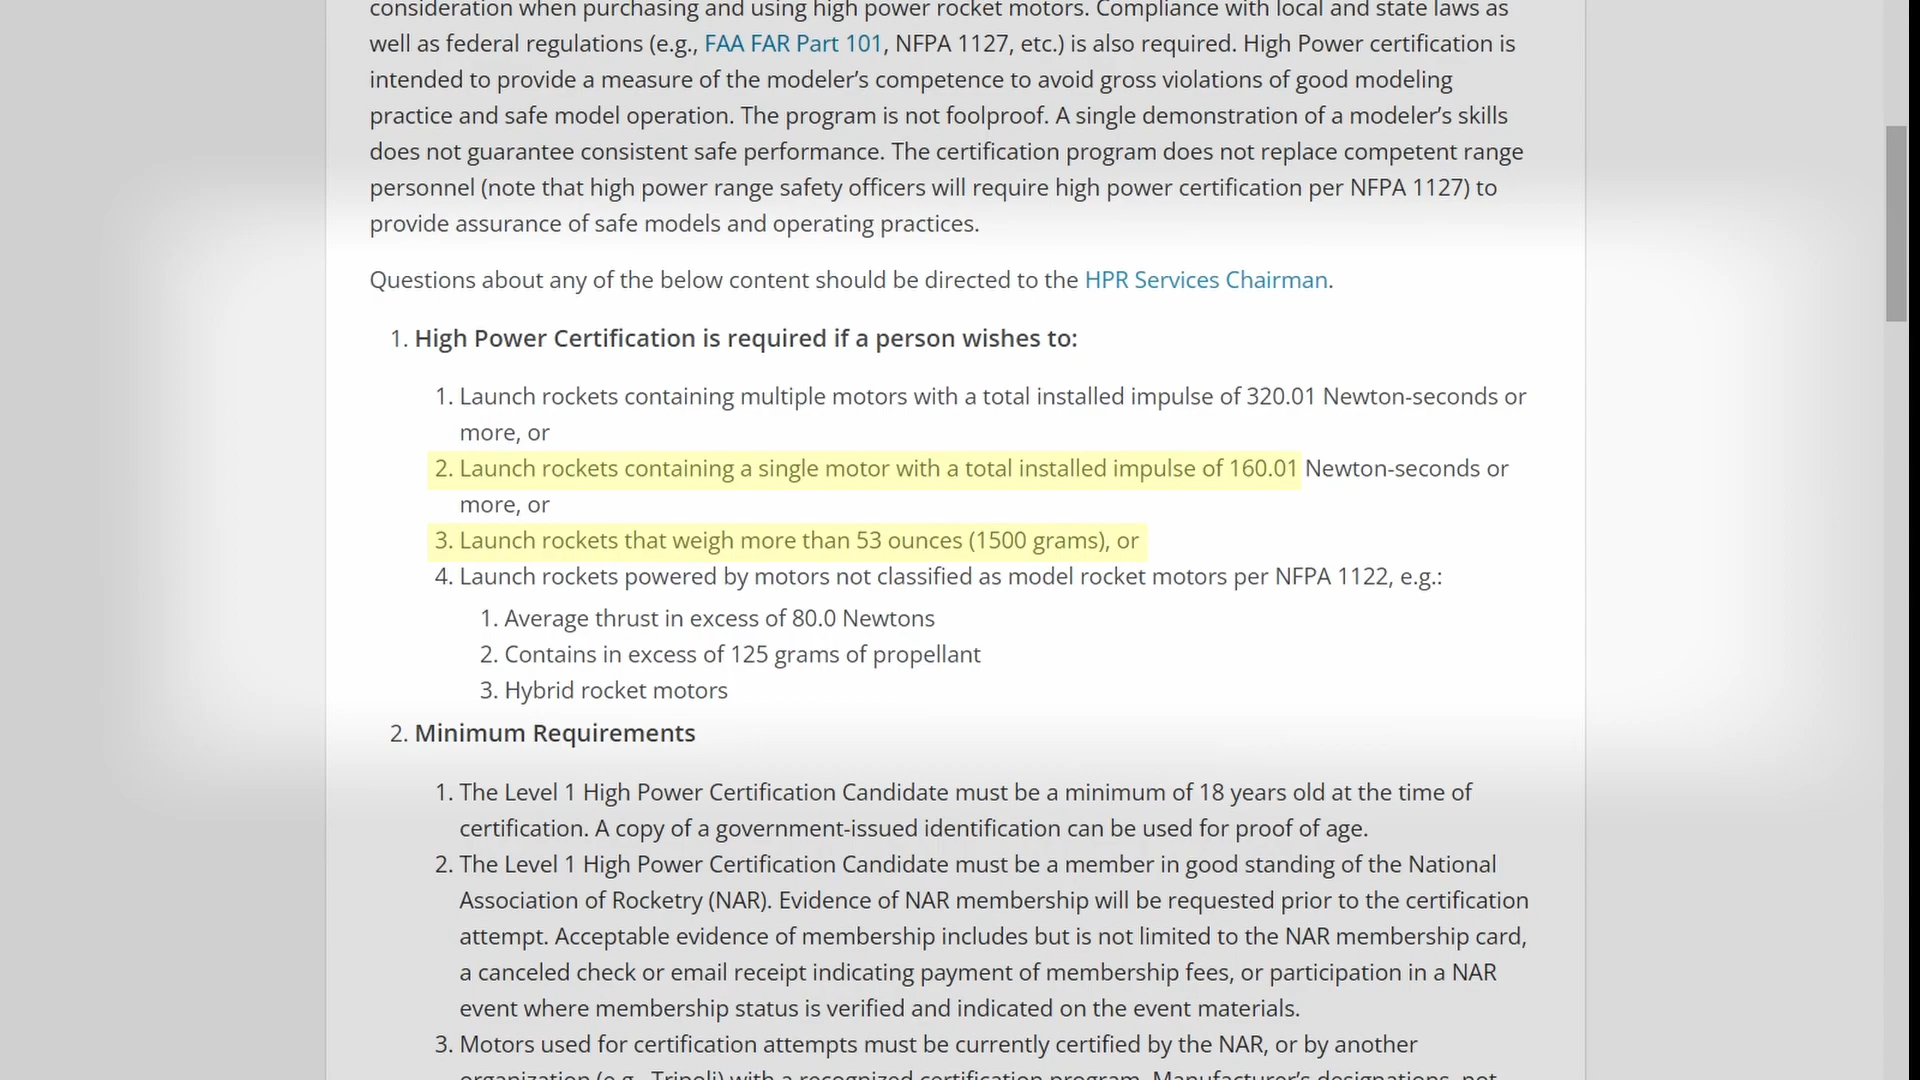 consideration when purchasing and using high power rocket motors. Compliance with local and state laws as
well as federal regulations (e.g., FAA FAR Part 101, NFPA 1127, etc.) is also required. High Power certification is
intended to provide a measure of the modeler’s competence to avoid gross violations of good modeling
practice and safe model operation. The program is not foolproof. A single demonstration of a modeler’s skills
does not guarantee consistent safe performance. The certification program does not replace competent range
personnel (note that high power range safety officers will require high power certification per NFPA 1127) to
provide assurance of safe models and operating practices.
Questions about any of the below content should be directed to the HPR Services Chairman.
1. High Power Certification is required if a person wishes to:
1. Launch rockets containing multiple motors with a total installed impulse of 320.01 Newton-seconds or
more, or
2. Launch rockets containing a single motor with a total installed impulse of 160.01 Newton-seconds or
more, or
3. Launch rockets that weigh more than 53 ounces (1500 grams), or
4. Launch rockets powered by motors not classified as model rocket motors per NFPA 1122, e.g.:
1. Average thrust in excess of 80.0 Newtons
2. Contains in excess of 125 grams of propellant
3. Hybrid rocket motors
2. Minimum Requirements
1. The Level 1 High Power Certification Candidate must be a minimum of 18 years old at the time of
certification. A copy of a government-issued identification can be used for proof of age.
2. The Level 1 High Power Certification Candidate must be a member in good standing of the National
Association of Rocketry (NAR). Evidence of NAR membership will be requested prior to the certification
attempt. Acceptable evidence of membership includes but is not limited to the NAR membership card,
a canceled check or email receipt indicating payment of membership fees, or participation in a NAR
event where membership status is verified and indicated on the event materials.
3. Motors used for certification attempts must be currently certified by the NAR, or by another
organization (e.g., Tripoli) with a recognized certification program. Manufacturer’s designations, not